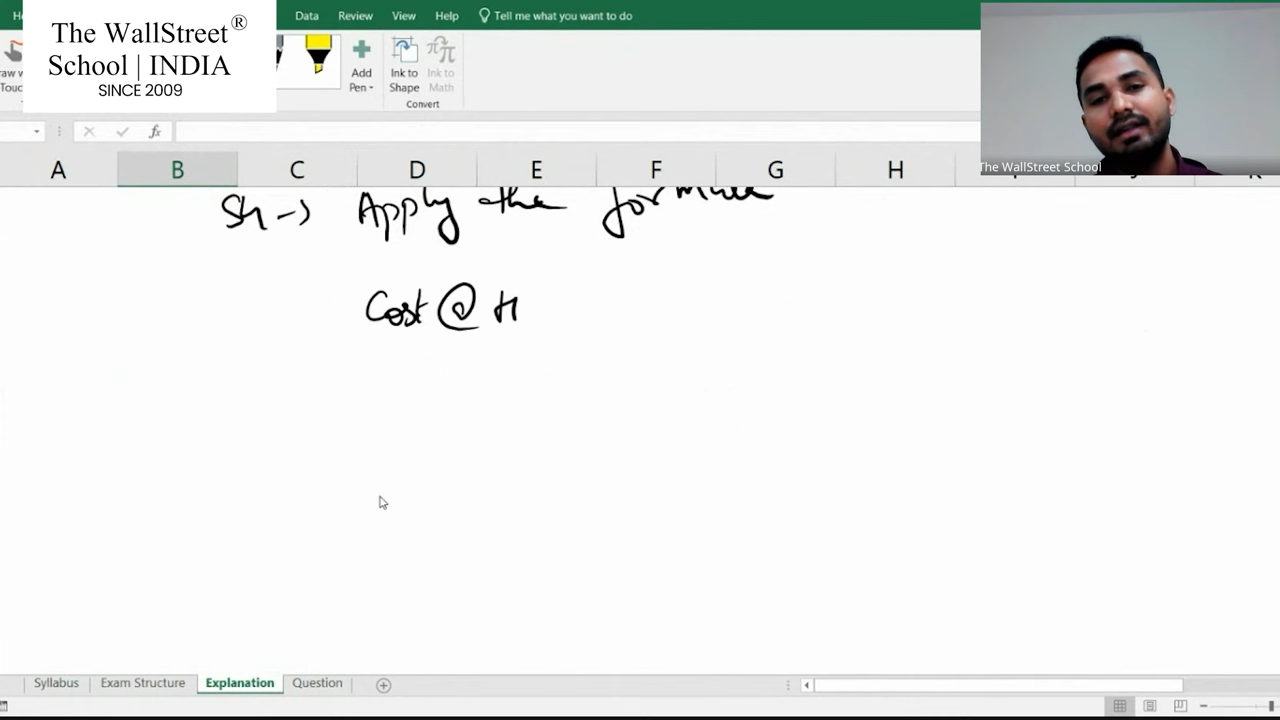 Data Review View Help Tell me what you want to do
The WallStreet®
School | INDIA
SINCE 2009
Add Ink to Ink to
Pen Shape Math
Convert
fx
A B C D E F G H
The WallStreet School
Apply the formula
Cost @ H
Syllabus Exam Structure Explanation Question